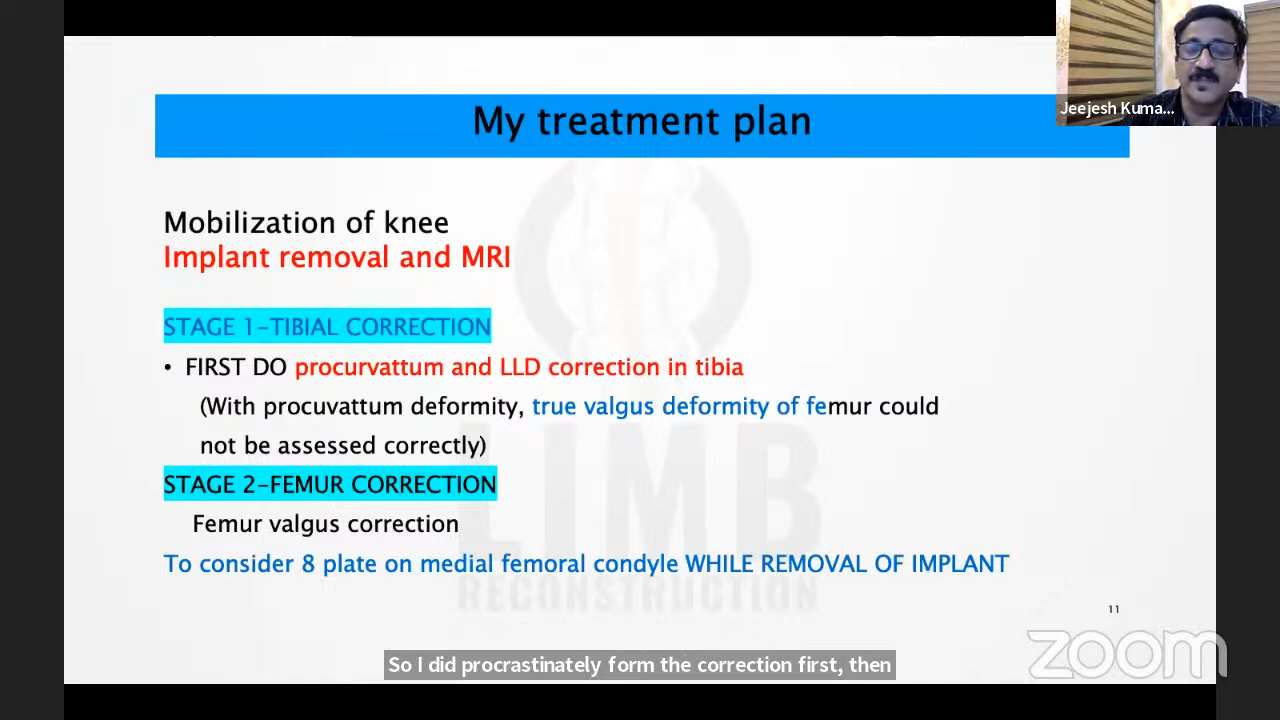 My treatment plan
Jeejesh Kuma...
Mobilization of knee
Implant removal and MRI
STAGE 1-TIBIAL CORRECTION
• FIRST DO procurvattum and LLD correction in tibia
(With procuvattum deformity, true valgus deformity of femur could
not be assessed correctly)
STAGE 2-FEMUR CORRECTION
Femur valgus correction
To consider 8 plate on medial femoral condyle WHILE REMOVAL OF IMPLANT
LIMB
RECONSTRUCTION
11
zoom
So I did procrastinately form the correction first, then